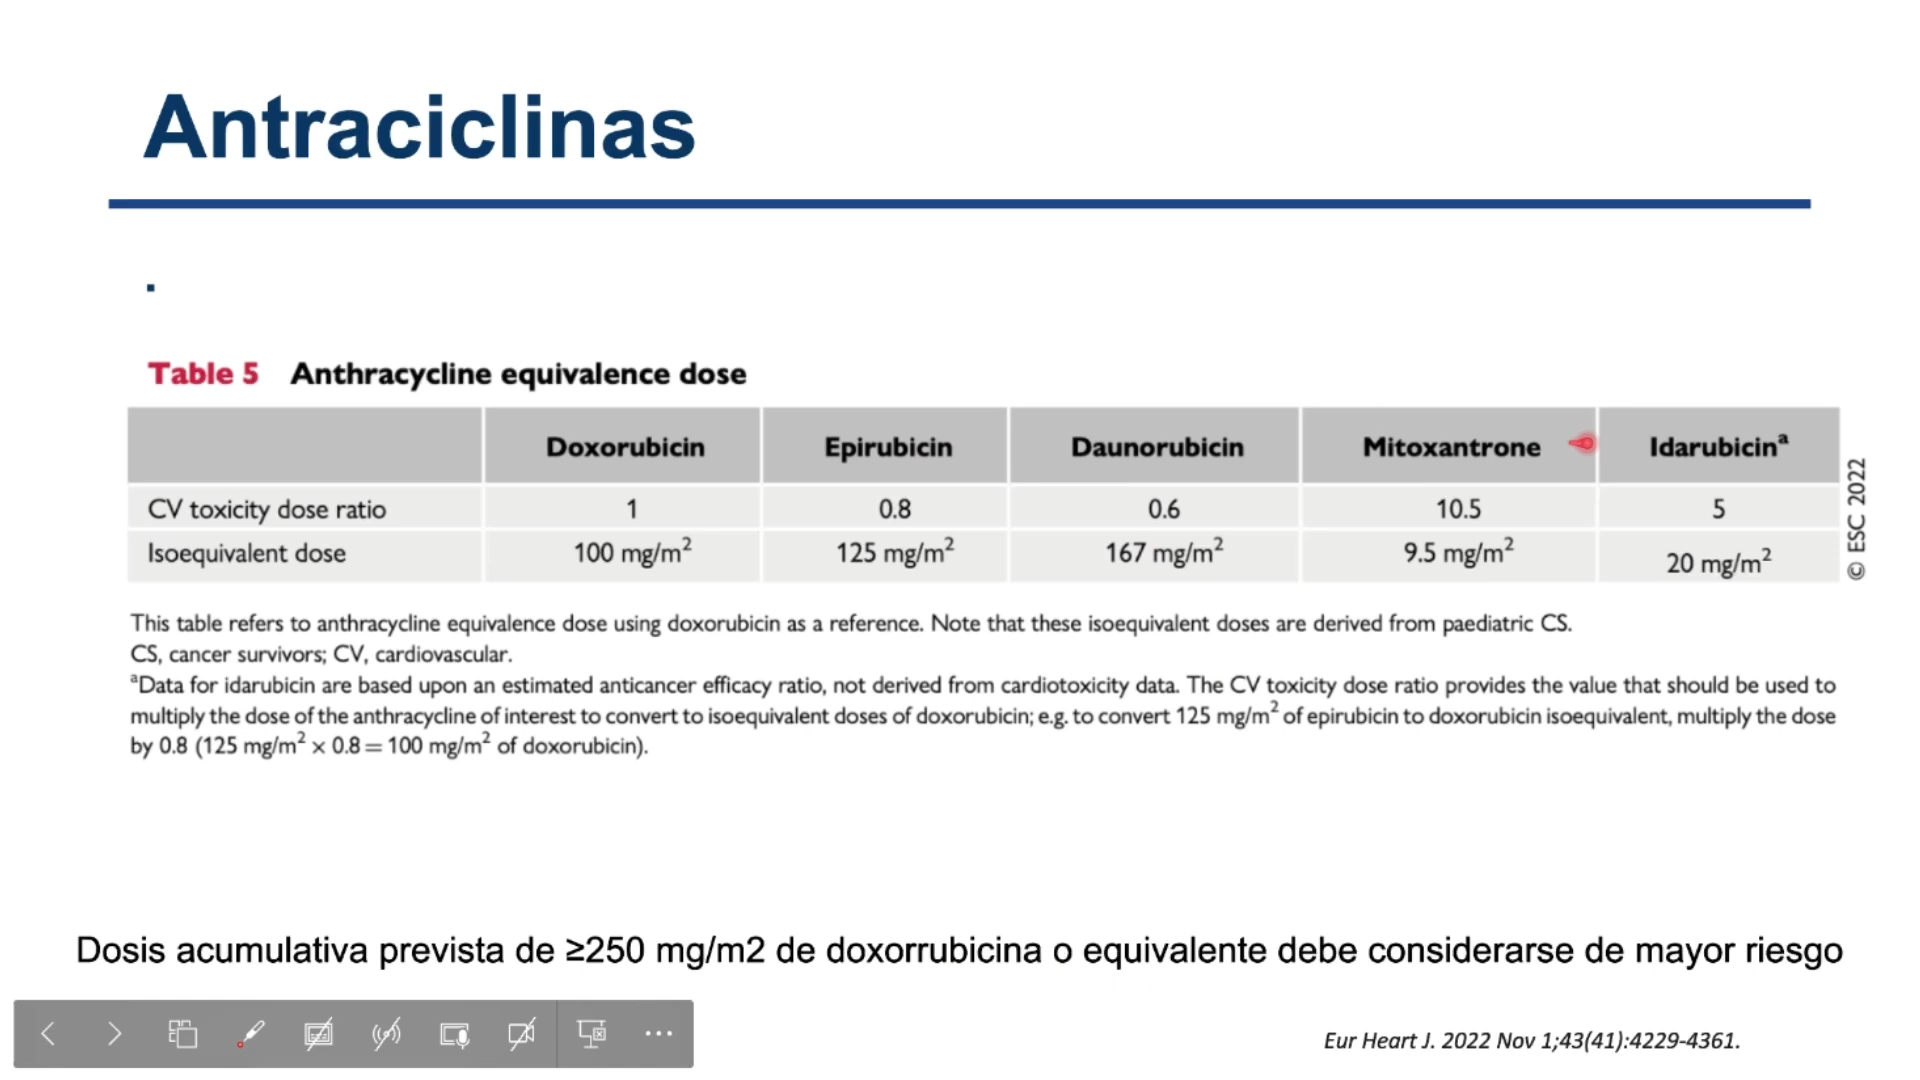 Antraciclinas
Table 5 Anthracycline equivalence dose
Doxorubicin Epirubicin Daunorubicin Mitoxantrone Idarubicinᵃ
CV toxicity dose ratio 1 0.8 0.6 10.5 5
Isoequivalent dose 100 mg/m² 125 mg/m² 167 mg/m² 9.5 mg/m² 20 mg/m²
© ESC 2022
This table refers to anthracycline equivalence dose using doxorubicin as a reference. Note that these isoequivalent doses are derived from paediatric CS.
CS, cancer survivors; CV, cardiovascular.
ᵃData for idarubicin are based upon an estimated anticancer efficacy ratio, not derived from cardiotoxicity data. The CV toxicity dose ratio provides the value that should be used to
multiply the dose of the anthracycline of interest to convert to isoequivalent doses of doxorubicin; e.g. to convert 125 mg/m² of epirubicin to doxorubicin isoequivalent, multiply the dose
by 0.8 (125 mg/m² x 0.8 = 100 mg/m² of doxorubicin).
Dosis acumulativa prevista de ≥250 mg/m2 de doxorrubicina o equivalente debe considerarse de mayor riesgo
Eur Heart J. 2022 Nov 1;43(41):4229-4361.